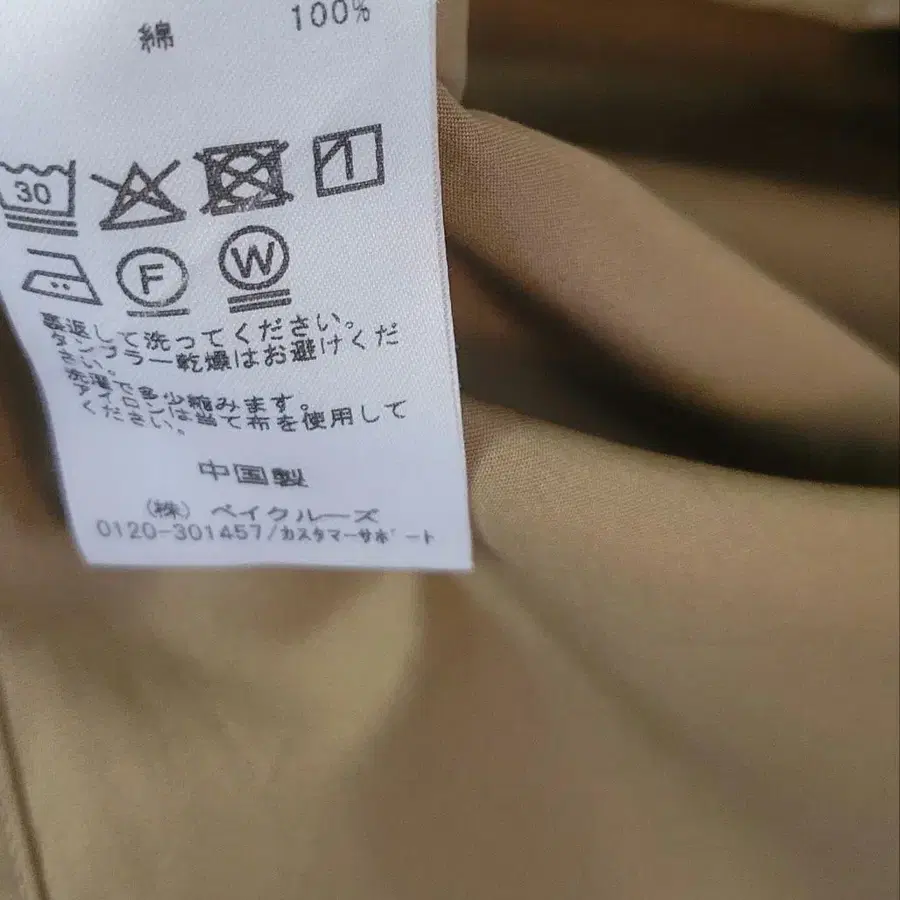 綿 100%
30
F W
裏返して洗ってください。
タンブラー乾燥はお避けくだ
さい。
洗濯で多少縮みます。
アイロンは当て布を使用して
ください。
中国製
(株) ベイクルーズ
0120-301457/カスタマーサポート